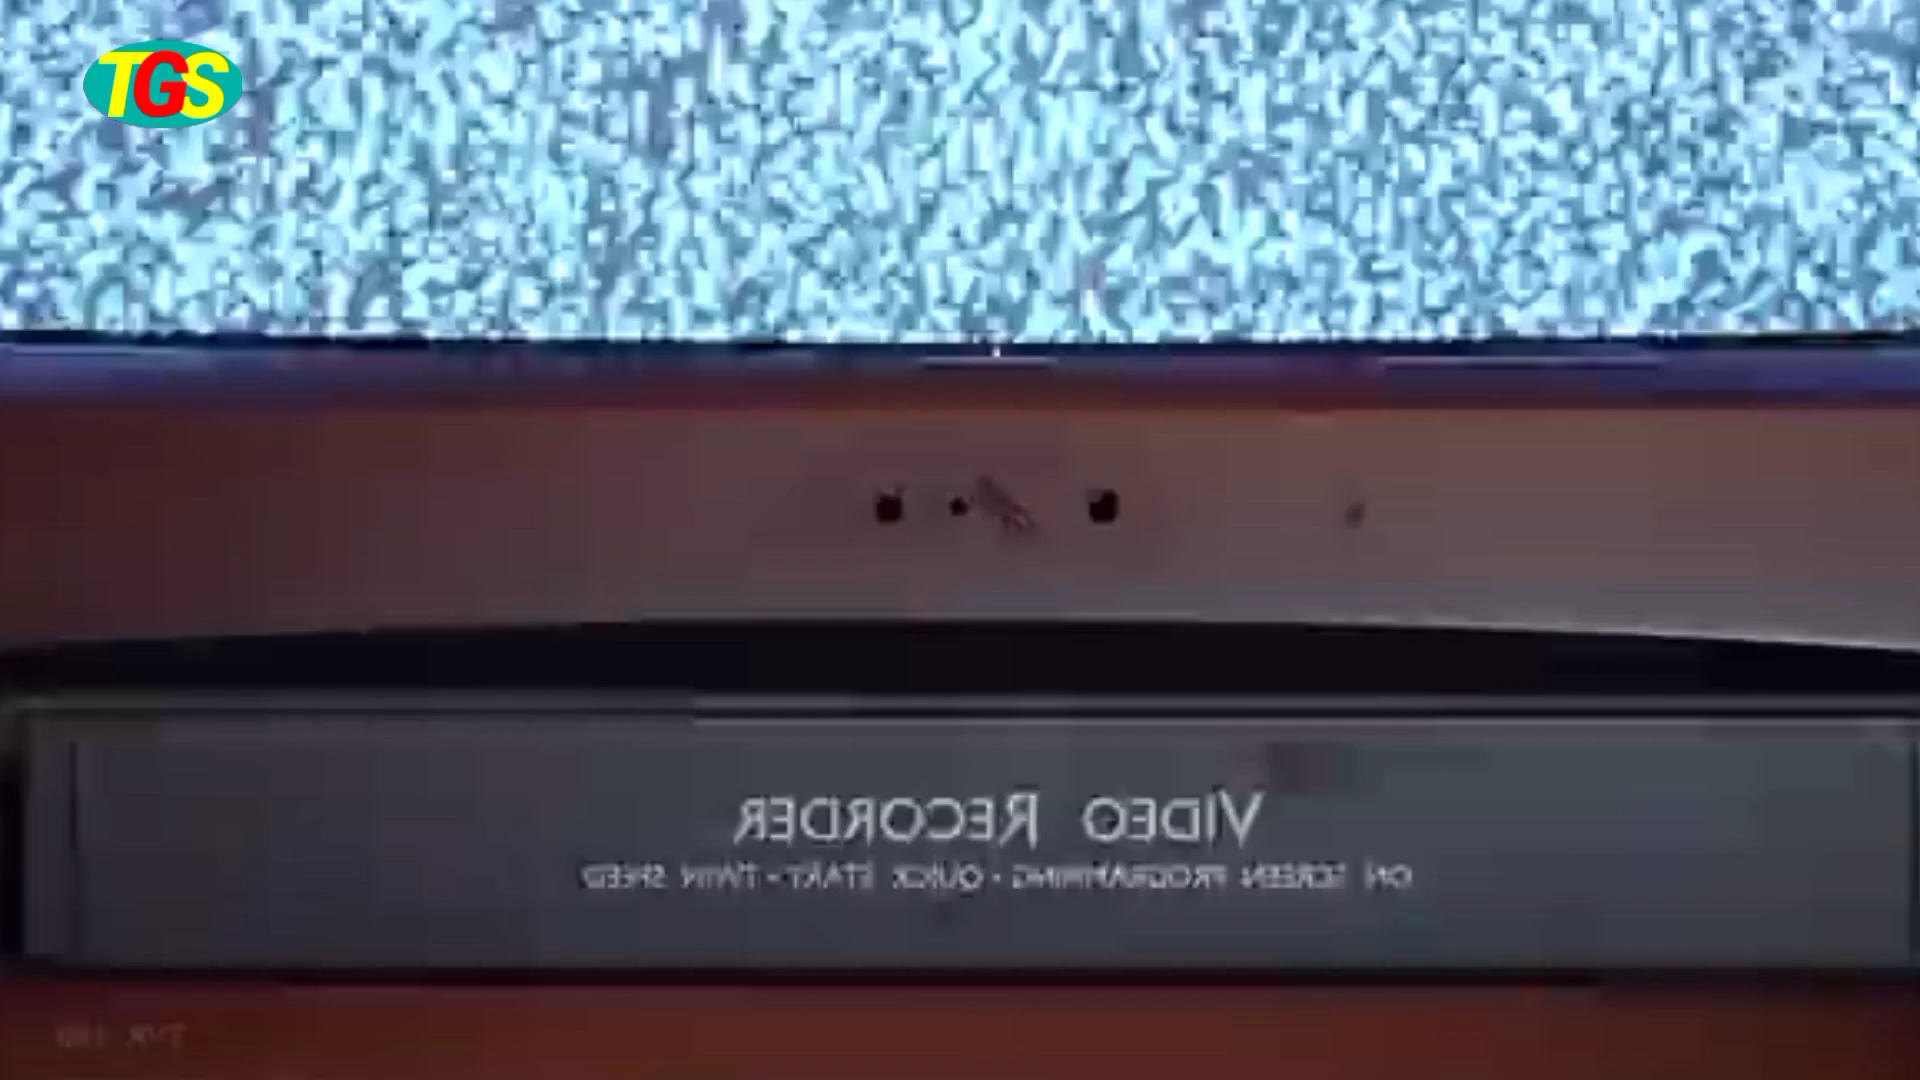 TGS
VIDEO RECORDER
ON SCREEN PROGRAMMING • QUICK START • TWIN SPEED